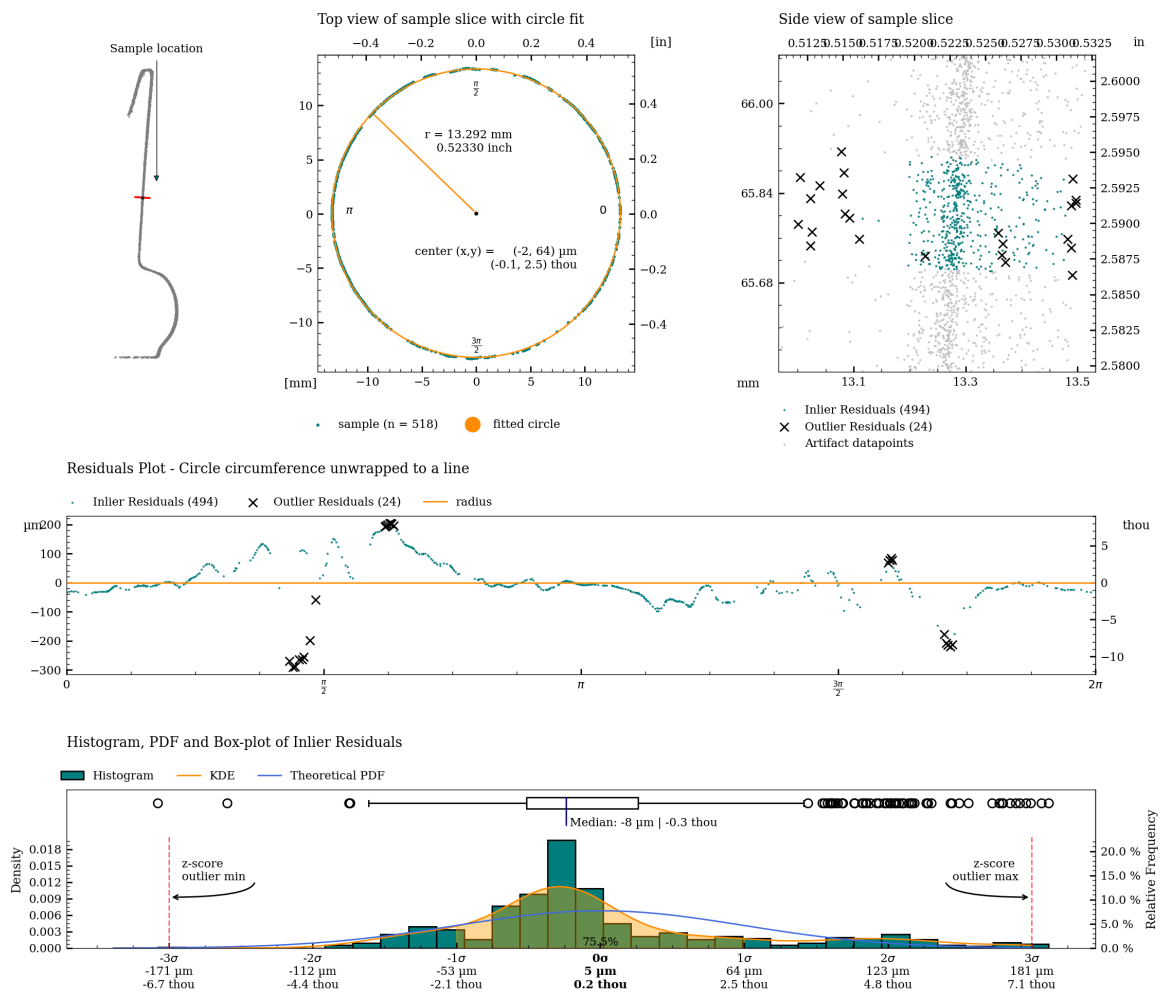 Sample location
Top view of sample slice with circle fit
−0.4 −0.2 0.0 0.2 0.4 [in]
π/2
r = 13.292 mm
0.52330 inch
π 0
center (x,y) = (-2, 64) µm
(-0.1, 2.5) thou
3π/2
10
5
0
−5
−10
0.4
0.2
0.0
−0.2
−0.4
[mm] −10 −5 0 5 10
sample (n = 518) fitted circle
Side view of sample slice
0.5125 0.5150 0.5175 0.5200 0.5225 0.5250 0.5275 0.5300 0.5325 in
66.00
65.84
65.68
2.6000
2.5975
2.5950
2.5925
2.5900
2.5875
2.5850
2.5825
2.5800
mm 13.1 13.3 13.5
Inlier Residuals (494)
Outlier Residuals (24)
Artifact datapoints
Residuals Plot - Circle circumference unwrapped to a line
Inlier Residuals (494) Outlier Residuals (24) radius
µm thou
200
100
0
−100
−200
−300
5
0
−5
−10
0 π/2 π 3π/2 2π
Histogram, PDF and Box-plot of Inlier Residuals
Histogram KDE Theoretical PDF
Median: -8 µm | -0.3 thou
z-score
outlier min
z-score
outlier max
Density
0.018
0.015
0.012
0.009
0.006
0.003
0.000
75.5%
Relative Frequency
20.0 %
15.0 %
10.0 %
5.0 %
0.0 %
-3σ -2σ -1σ 0σ 1σ 2σ 3σ
-171 µm -112 µm -53 µm 5 µm 64 µm 123 µm 181 µm
-6.7 thou -4.4 thou -2.1 thou 0.2 thou 2.5 thou 4.8 thou 7.1 thou